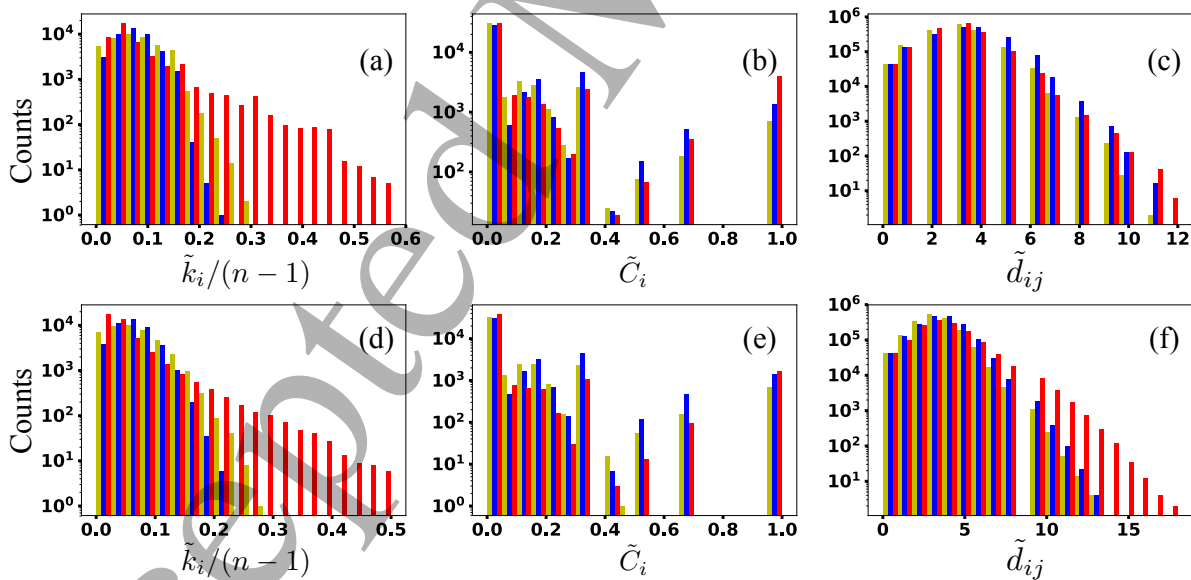 10⁴
10³
10²
10¹
10⁰
Counts
(a)
0.0 0.1 0.2 0.3 0.4 0.5 0.6
k̃ᵢ/(n − 1)
10⁴
10³
10²
(b)
0.0 0.2 0.4 0.6 0.8 1.0
C̃ᵢ
10⁶
10⁵
10⁴
10³
10²
10¹
(c)
0 2 4 6 8 10 12
d̃ᵢⱼ
10⁴
10³
10²
10¹
10⁰
Counts
(d)
0.0 0.1 0.2 0.3 0.4 0.5
k̃ᵢ/(n − 1)
10⁴
10³
10²
10¹
10⁰
(e)
0.0 0.2 0.4 0.6 0.8 1.0
C̃ᵢ
10⁶
10⁵
10⁴
10³
10²
10¹
(f)
0 5 10 15
d̃ᵢⱼ
epted M